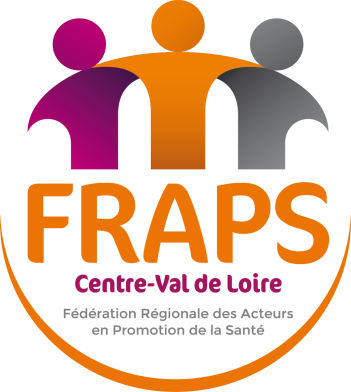 FRAPS
Centre-Val de Loire
Fédération Régionale des Acteurs
en Promotion de la Santé